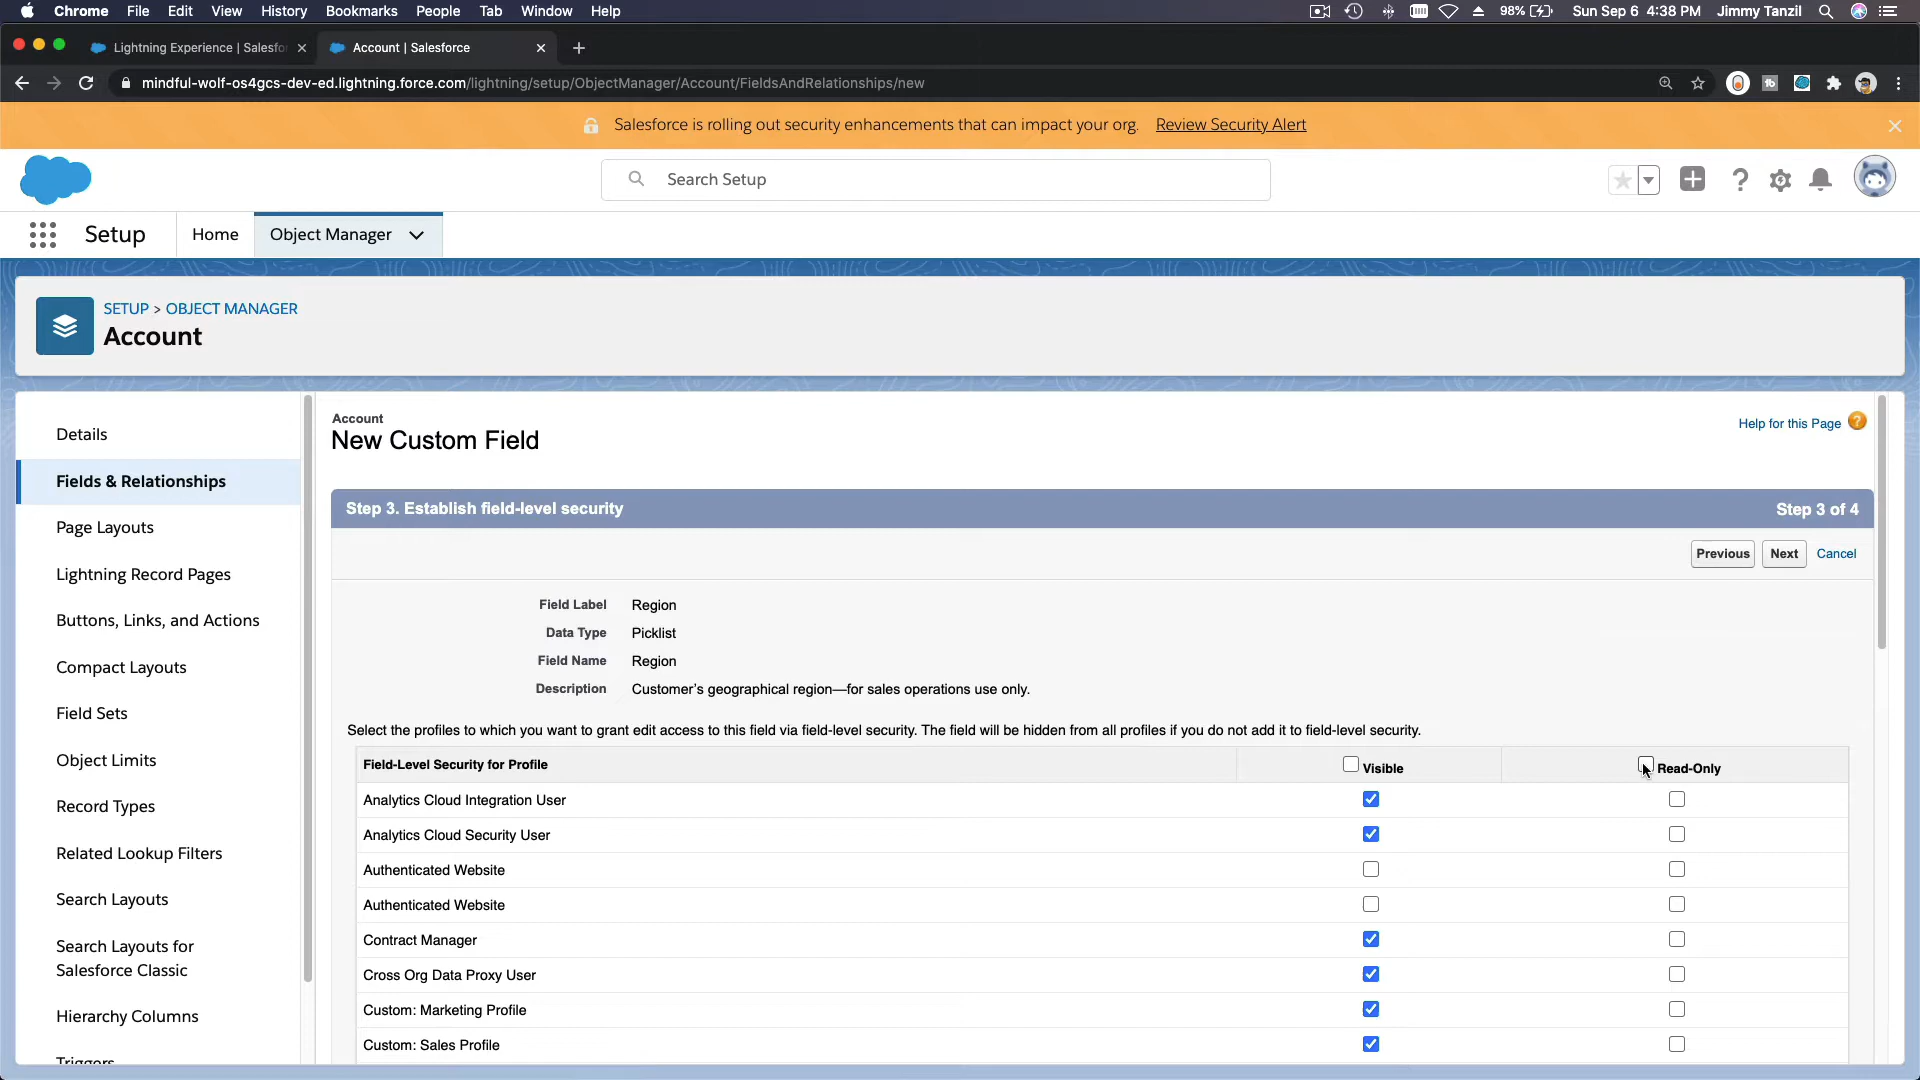 Chrome File Edit View History Bookmarks People Tab Window Help 98% Sun Sep 6 4:38 PM Jimmy Tanzil
Lightning Experience | Salesfo
Account | Salesforce
mindful-wolf-os4gcs-dev-ed.lightning.force.com/lightning/setup/ObjectManager/Account/FieldsAndRelationships/new
Salesforce is rolling out security enhancements that can impact your org. Review Security Alert
Search Setup
Setup Home Object Manager
SETUP > OBJECT MANAGER
Account
Details
Fields & Relationships
Page Layouts
Lightning Record Pages
Buttons, Links, and Actions
Compact Layouts
Field Sets
Object Limits
Record Types
Related Lookup Filters
Search Layouts
Search Layouts for
Salesforce Classic
Hierarchy Columns
Triggers
Account
New Custom Field
Help for this Page
Step 3. Establish field-level security Step 3 of 4
Previous Next Cancel
Field Label Region
Data Type Picklist
Field Name Region
Description Customer's geographical region—for sales operations use only.
Select the profiles to which you want to grant edit access to this field via field-level security. The field will be hidden from all profiles if you do not add it to field-level security.
Field-Level Security for Profile Visible Read-Only
Analytics Cloud Integration User
Analytics Cloud Security User
Authenticated Website
Authenticated Website
Contract Manager
Cross Org Data Proxy User
Custom: Marketing Profile
Custom: Sales Profile